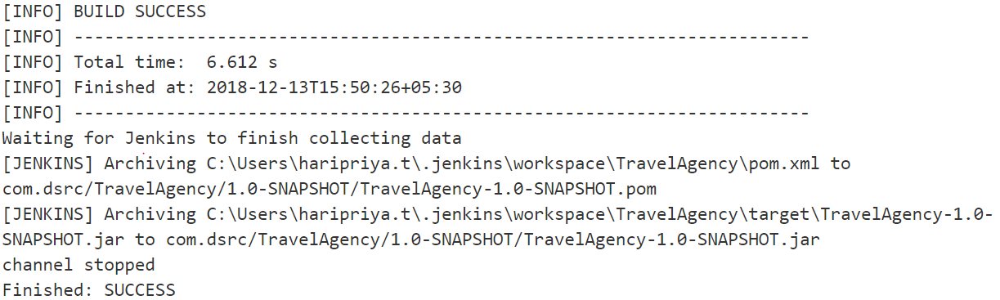 [INFO] BUILD SUCCESS
[INFO] ------------------------------------------------------------------------
[INFO] Total time:  6.612 s
[INFO] Finished at: 2018-12-13T15:50:26+05:30
[INFO] ------------------------------------------------------------------------
Waiting for Jenkins to finish collecting data
[JENKINS] Archiving C:\Users\haripriya.t\.jenkins\workspace\TravelAgency\pom.xml to
com.dsrc/TravelAgency/1.0-SNAPSHOT/TravelAgency-1.0-SNAPSHOT.pom
[JENKINS] Archiving C:\Users\haripriya.t\.jenkins\workspace\TravelAgency\target\TravelAgency-1.0-
SNAPSHOT.jar to com.dsrc/TravelAgency/1.0-SNAPSHOT/TravelAgency-1.0-SNAPSHOT.jar
channel stopped
Finished: SUCCESS